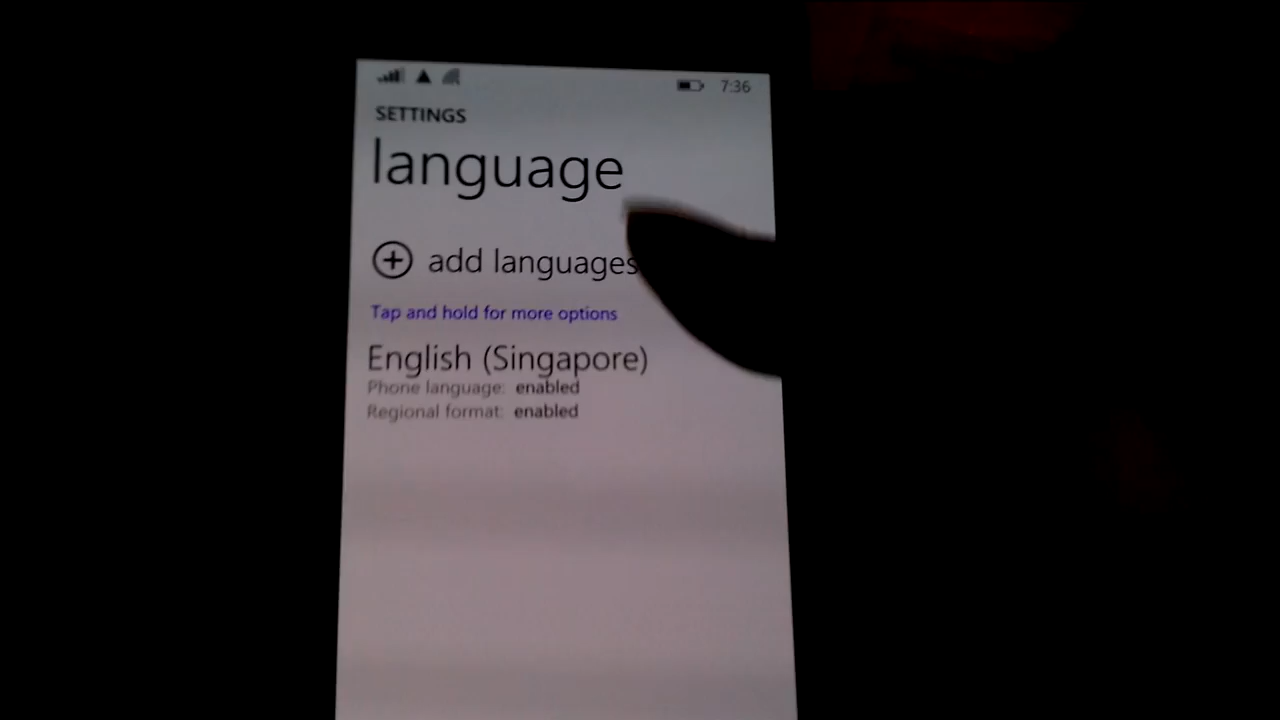 7:36
SETTINGS
language
add languages
Tap and hold for more options
English (Singapore)
Phone language: enabled
Regional format: enabled